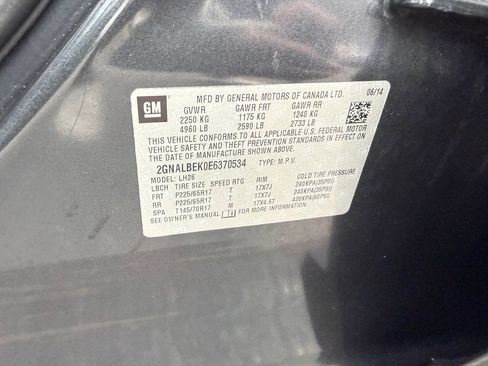 GM
MFD BY GENERAL MOTORS OF CANADA LTD.
06/14
GVWR GAWR FRT GAWR RR
2250 KG 1175 KG 1240 KG
4960 LB 2590 LB 2733 LB
THIS VEHICLE CONFORMS TO ALL APPLICABLE U.S. FEDERAL MOTOR
VEHICLE SAFETY AND THEFT PREVENTION STANDARDS IN EFFECT ON
THE DATE OF MANUFACTURE SHOWN ABOVE.
2GNALBEK0E6370534 TYPE: M.P.V.
MODEL: LH26
LBCH TIRE SIZE SPEED RTG RIM COLD TIRE PRESSURE
FRT P225/65R17 T 17X7J 240KPA(35PSI)
RR P225/65R17 T 17X7J 240KPA(35PSI)
SPA T145/70R17 M 17X4.5T 420KPA(60PSI)
SEE OWNER'S MANUAL FOR MORE INFORMATION.